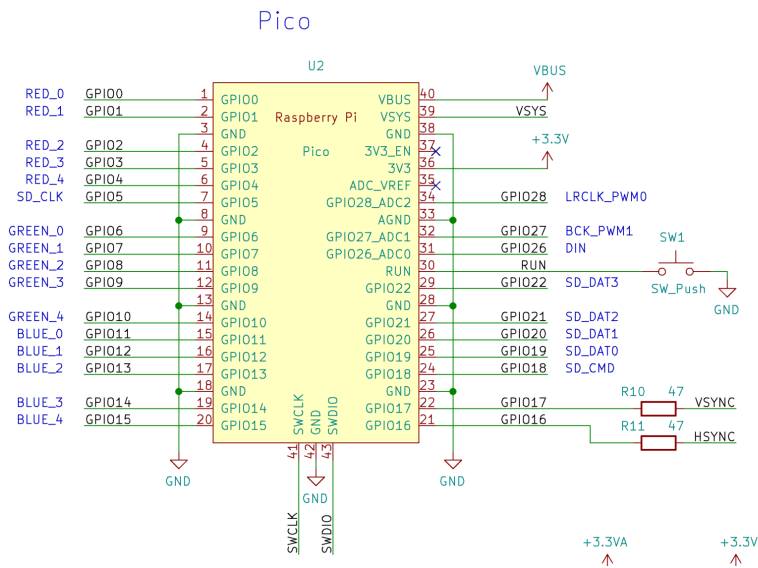 Pico
U2
VBUS
RED_0 GPIO0 1 GPIO0 VBUS 40
RED_1 GPIO1 2 GPIO1 Raspberry Pi VSYS 39 VSYS
3 GND GND 38
+3.3V
RED_2 GPIO2 4 GPIO2 Pico 3V3_EN 37
RED_3 GPIO3 5 GPIO3 3V3 36
RED_4 GPIO4 6 GPIO4 ADC_VREF 35
SD_CLK GPIO5 7 GPIO5 GPIO28_ADC2 34 GPIO28 LRCLK_PWM0
8 GND AGND 33
GREEN_0 GPIO6 9 GPIO6 GPIO27_ADC1 32 GPIO27 BCK_PWM1
SW1
GREEN_1 GPIO7 10 GPIO7 GPIO26_ADC0 31 GPIO26 DIN
GREEN_2 GPIO8 11 GPIO8 RUN 30 RUN
GREEN_3 GPIO9 12 GPIO9 GPIO22 29 GPIO22 SD_DAT3 SW_Push
13 GND GND 28
GND
GREEN_4 GPIO10 14 GPIO10 GPIO21 27 GPIO21 SD_DAT2
BLUE_0 GPIO11 15 GPIO11 GPIO20 26 GPIO20 SD_DAT1
BLUE_1 GPIO12 16 GPIO12 GPIO19 25 GPIO19 SD_DAT0
BLUE_2 GPIO13 17 GPIO13 GPIO18 24 GPIO18 SD_CMD
18 GND GND 23
R10 47
BLUE_3 GPIO14 19 GPIO14 GPIO17 22 GPIO17 VSYNC
BLUE_4 GPIO15 20 GPIO15 GPIO16 21 GPIO16
R11 47
HSYNC
SWCLK GND SWDIO
41 42 43
GND GND GND
SWCLK SWDIO
+3.3VA +3.3V